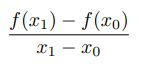 f(x₁) − f(x₀)
x₁ − x₀